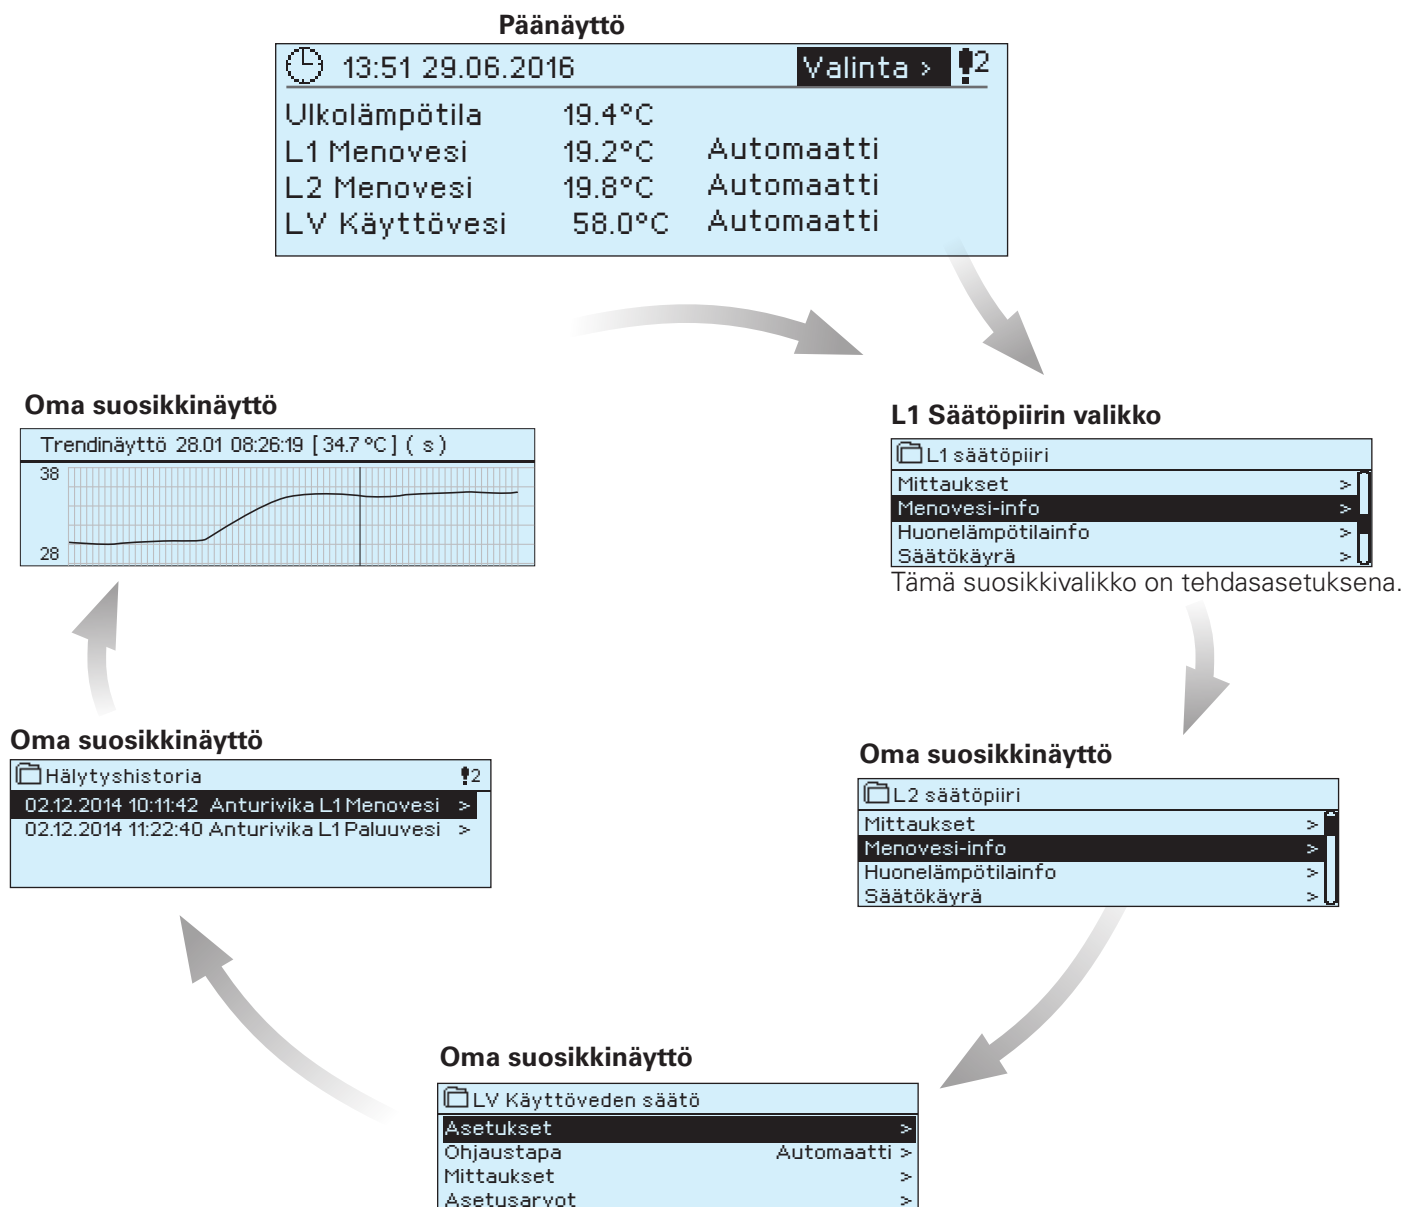 Päänäyttö
13:51 29.06.2016 Valinta > 2
Ulkolämpötila 19.4°C
L1 Menovesi 19.2°C Automaatti
L2 Menovesi 19.8°C Automaatti
LV Käyttövesi 58.0°C Automaatti
Oma suosikkinäyttö
Trendinäyttö 28.01 08:26:19 [ 34.7 °C ] ( s )
38
28
L1 Säätöpiirin valikko
L1 säätöpiiri
Mittaukset >
Menovesi-info >
Huonelämpötilainfo >
Säätökäyrä >
Tämä suosikkivalikko on tehdasasetuksena.
Oma suosikkinäyttö
Hälytyshistoria 2
02.12.2014 10:11:42 Anturivika L1 Menovesi >
02.12.2014 11:22:40 Anturivika L1 Paluuvesi >
Oma suosikkinäyttö
L2 säätöpiiri
Mittaukset >
Menovesi-info >
Huonelämpötilainfo >
Säätökäyrä >
Oma suosikkinäyttö
LV Käyttöveden säätö
Asetukset >
Ohjaustapa Automaatti >
Mittaukset >
Asetusarvot >